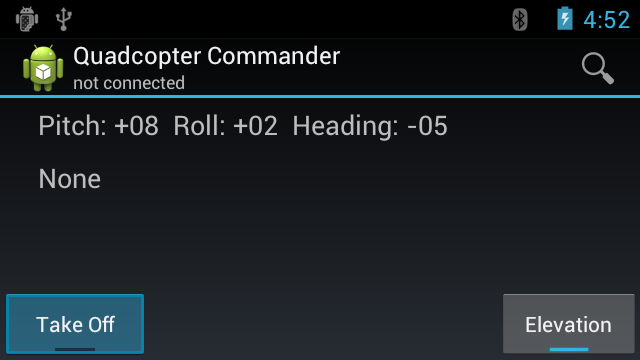 4:52
Quadcopter Commander
not connected
Pitch: +08 Roll: +02 Heading: -05
None
Take Off
Elevation